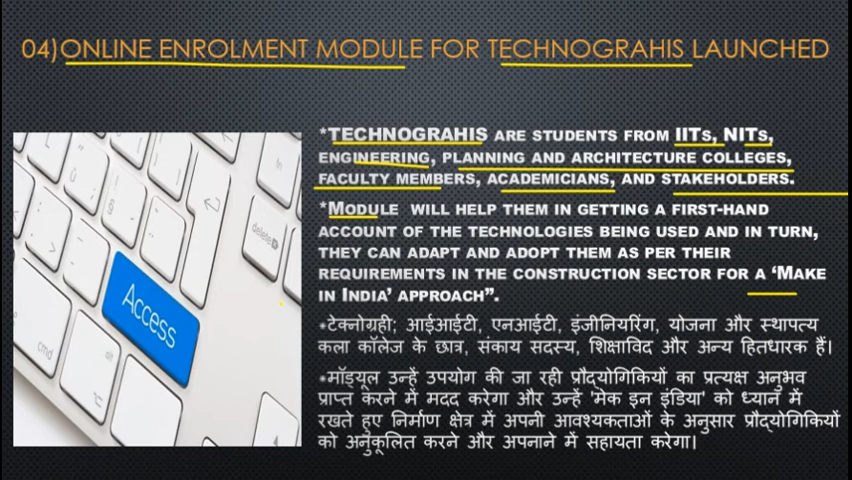 04)ONLINE ENROLMENT MODULE FOR TECHNOGRAHIS LAUNCHED
*TECHNOGRAHIS ARE STUDENTS FROM IITs, NITs,
ENGINEERING, PLANNING AND ARCHITECTURE COLLEGES,
FACULTY MEMBERS, ACADEMICIANS, AND STAKEHOLDERS.
*MODULE WILL HELP THEM IN GETTING A FIRST-HAND
ACCOUNT OF THE TECHNOLOGIES BEING USED AND IN TURN,
THEY CAN ADAPT AND ADOPT THEM AS PER THEIR
REQUIREMENTS IN THE CONSTRUCTION SECTOR FOR A ‘MAKE
IN INDIA’ APPROACH”.
*टेक्नोग्रही; आईआईटी, एनआईटी, इंजीनियरिंग, योजना और स्थापत्य
कला कॉलेज के छात्र, संकाय सदस्य, शिक्षाविद और अन्य हितधारक हैं।
*मॉड्यूल उन्हें उपयोग की जा रही प्रौद्योगिकियों का प्रत्यक्ष अनुभव
प्राप्त करने में मदद करेगा और उन्हें 'मेक इन इंडिया' को ध्यान में
रखते हुए निर्माण क्षेत्र में अपनी आवश्यकताओं के अनुसार प्रौद्योगिकियों
को अनुकूलित करने और अपनाने में सहायता करेगा।
fn
delete
Access
cmd
alt